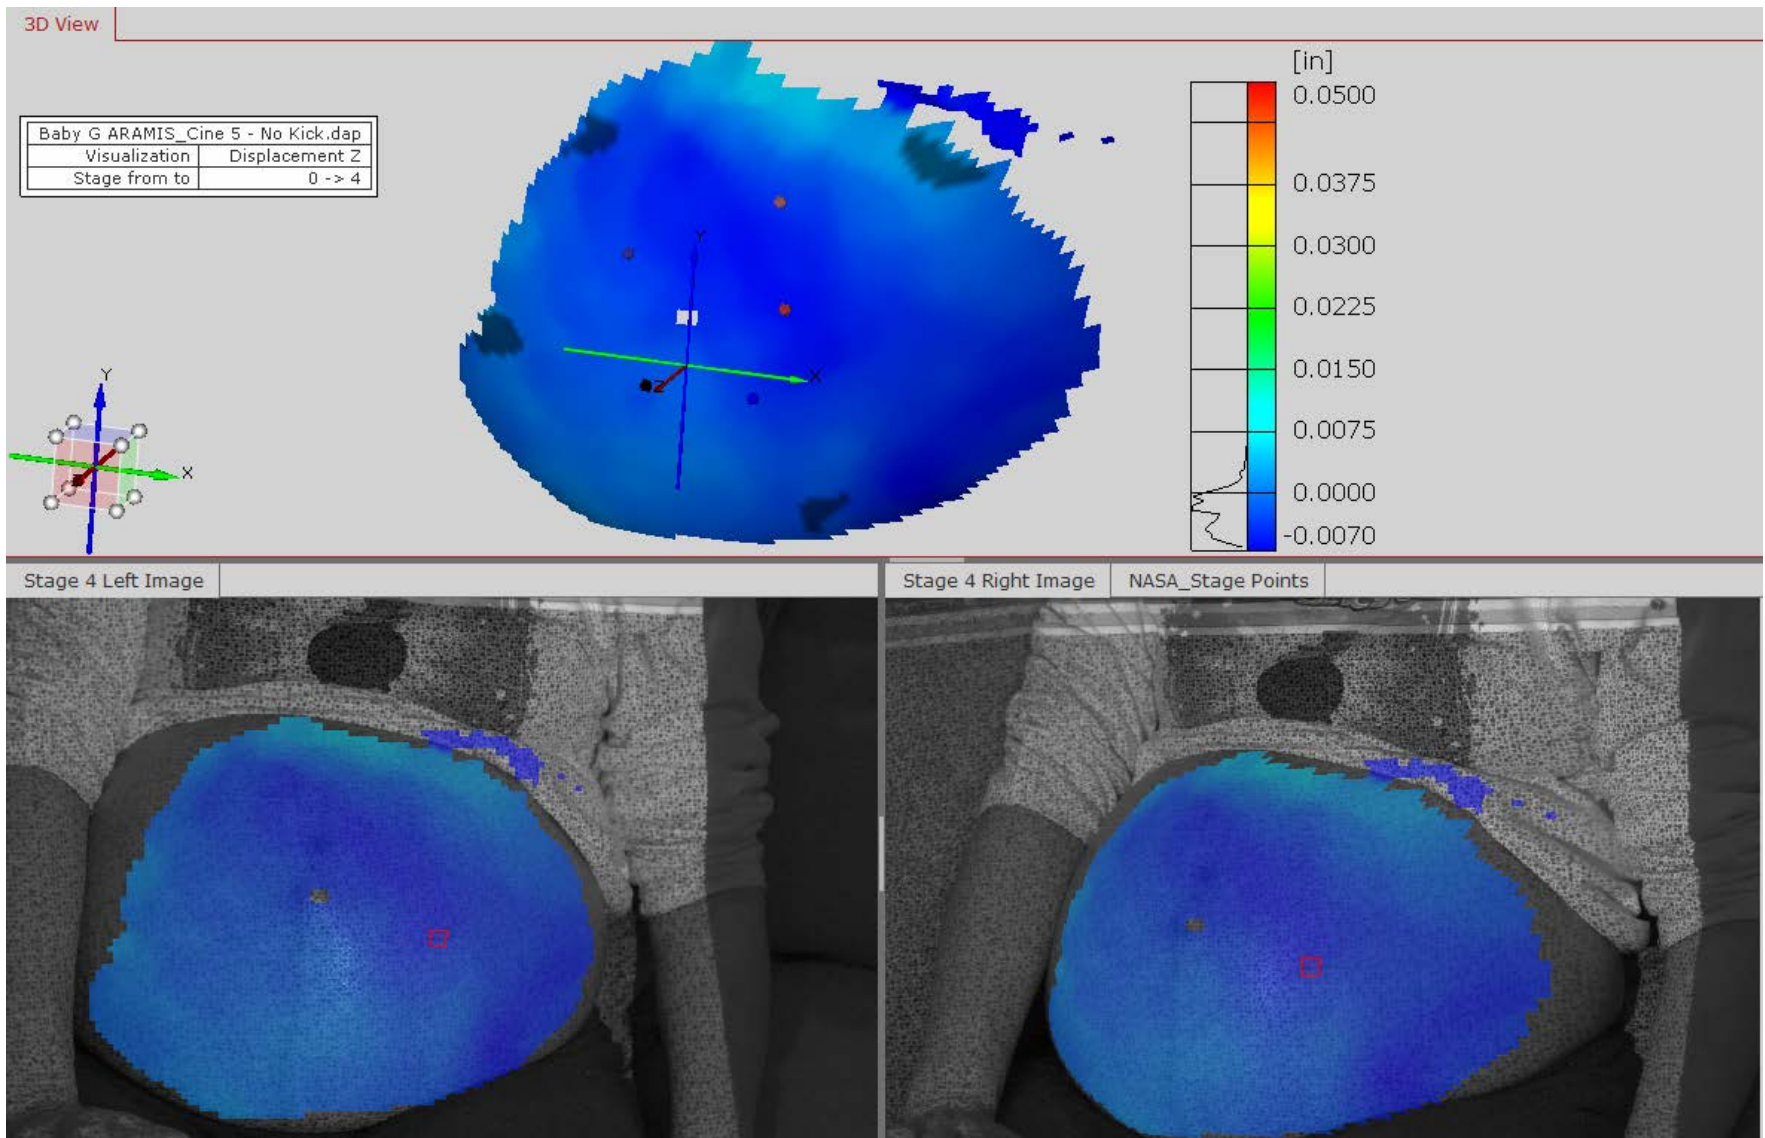 3D View
[in]
0.0500
Baby G ARAMIS_Cine 5 - No Kick.dap
Visualization Displacement Z
Stage from to 0 -> 4
0.0375
0.0300
0.0225
0.0150
0.0075
0.0000
-0.0070
Y
X
Z
Y
X
Stage 4 Left Image
Stage 4 Right Image
NASA_Stage Points